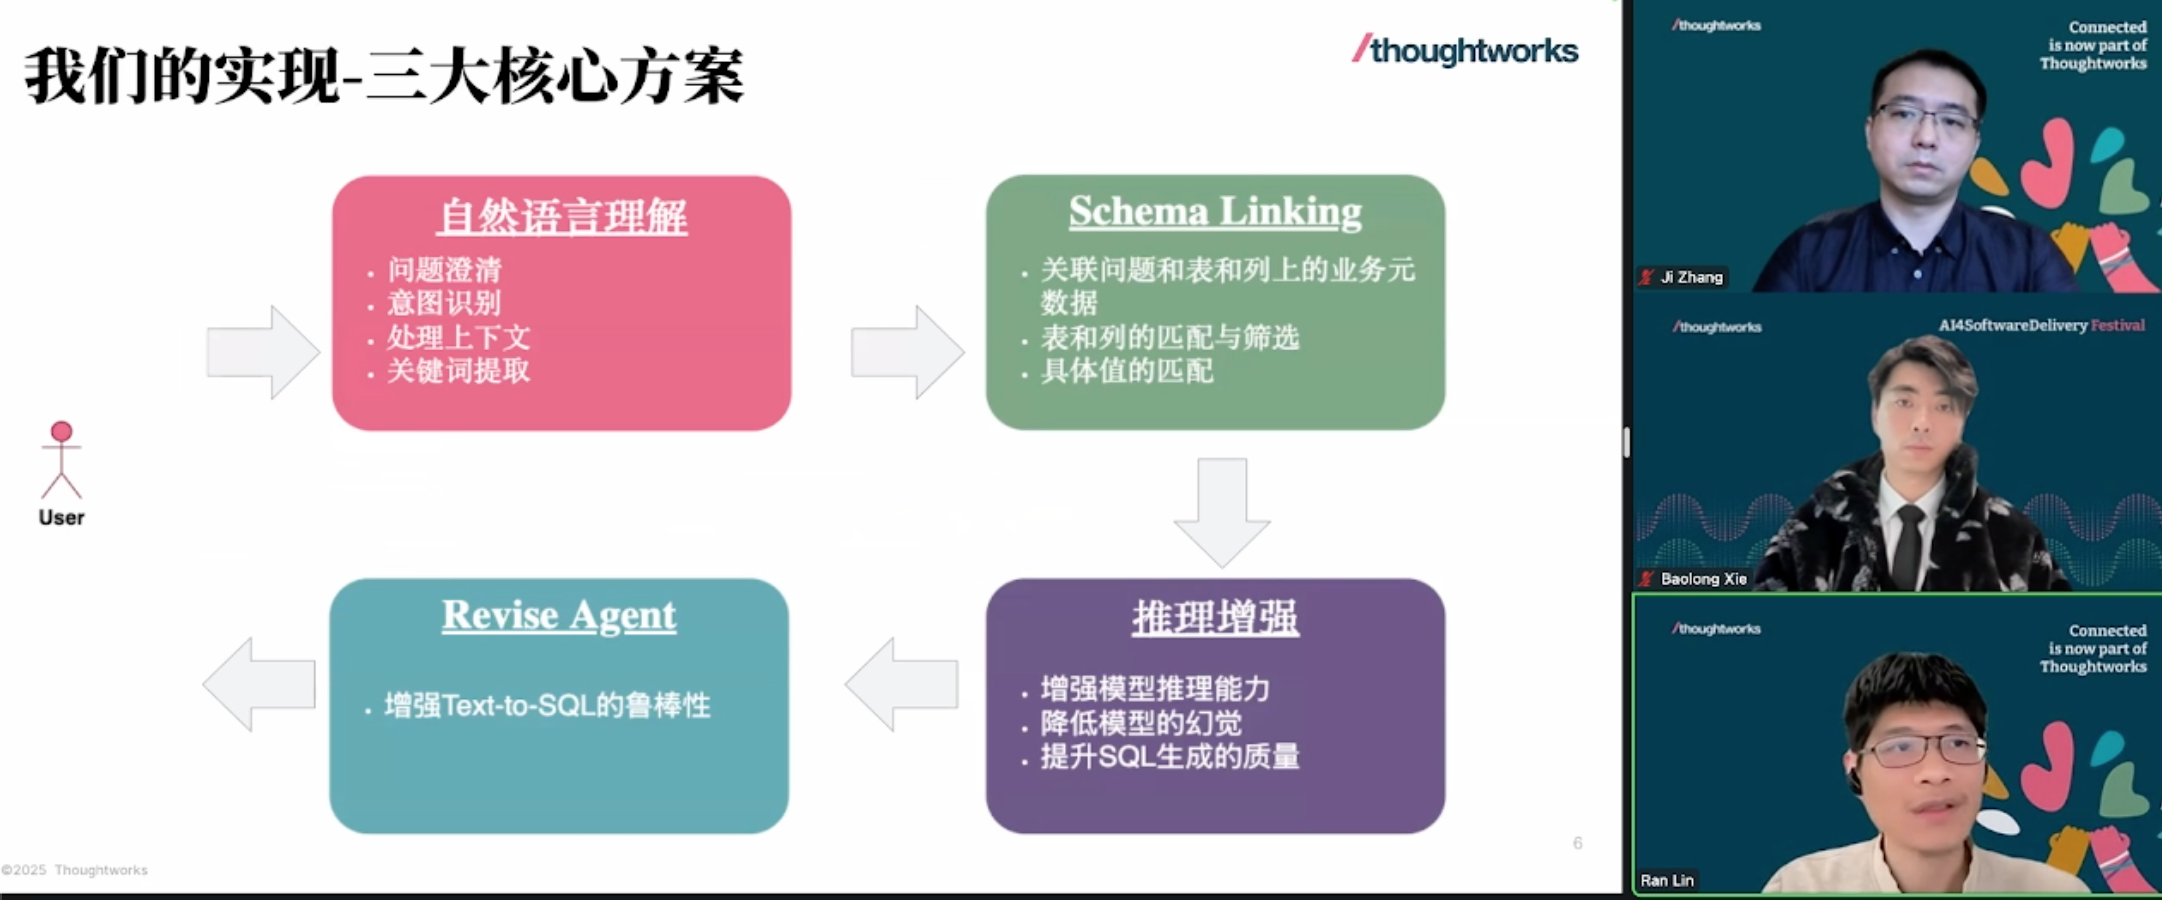 我们的实现-三大核心方案
/thoughtworks
自然语言理解
· 问题澄清
· 意图识别
· 处理上下文
· 关键词提取
Schema Linking
· 关联问题和表和列上的业务元
数据
· 表和列的匹配与筛选
· 具体值的匹配
User
Revise Agent
· 增强Text-to-SQL的鲁棒性
推理增强
· 增强模型推理能力
· 降低模型的幻觉
· 提升SQL生成的质量
6
©2025 Thoughtworks
/thoughtworks
Connected
is now part of
Thoughtworks
Ji Zhang
/thoughtworks
AI4SoftwareDelivery Festival
Baolong Xie
/thoughtworks
Connected
is now part of
Thoughtworks
Ran Lin